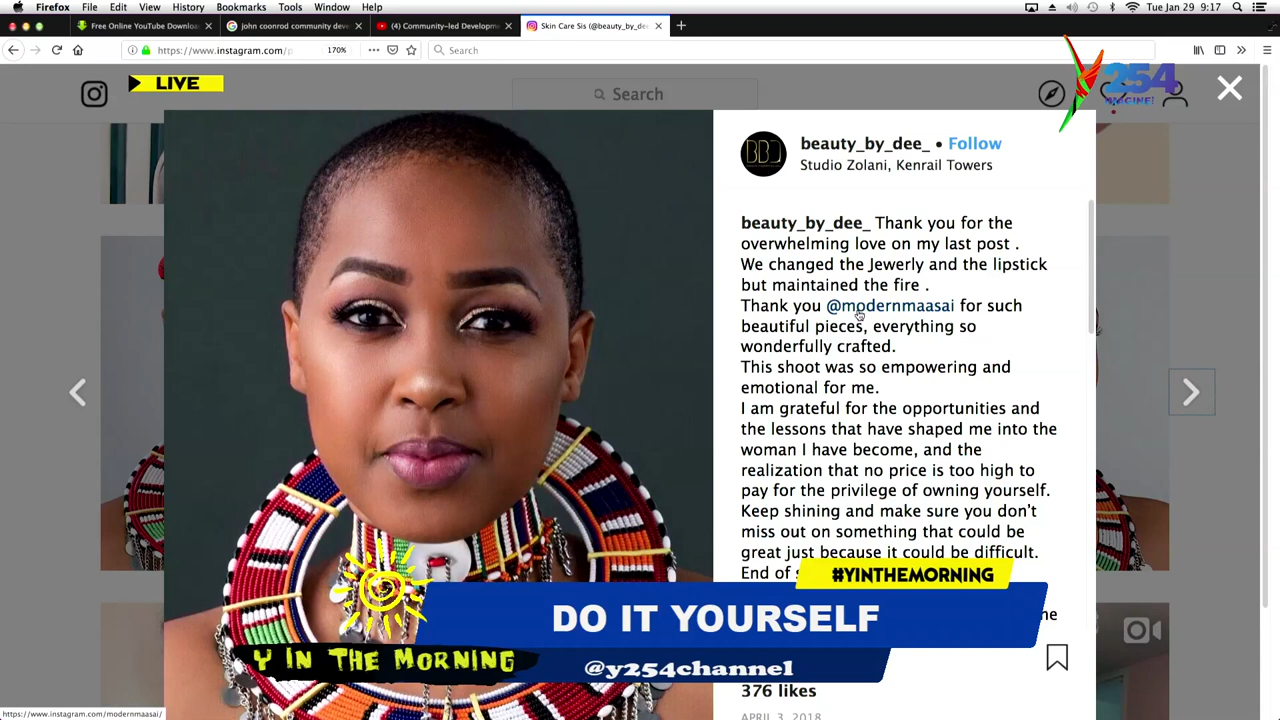 Firefox File Edit View History Bookmarks Tools Window Help
Tue Jan 29 9:17
Free Online YouTube Downloa
john coonrod community deve
(4) Community-led Developme
Skin Care Sis (@beauty_by_de
https://www.instagram.com/p
170%
Search
LIVE
Search
Y254
IMAGINE!
beauty_by_dee_ • Follow
Studio Zolani, Kenrail Towers
BBD
beauty_by_dee_ Thank you for the
overwhelming love on my last post .
We changed the Jewerly and the lipstick
but maintained the fire .
Thank you @modernmaasai for such
beautiful pieces, everything so
wonderfully crafted.
This shoot was so empowering and
emotional for me.
I am grateful for the opportunities and
the lessons that have shaped me into the
woman I have become, and the
realization that no price is too high to
pay for the privilege of owning yourself.
Keep shining and make sure you don't
miss out on something that could be
great just because it could be difficult.
End of
#YINTHEMORNING
DO IT YOURSELF
Y IN THE MORNING
@y254channel
376 likes
APRIL 3, 2018
https://www.instagram.com/modernmaasai/